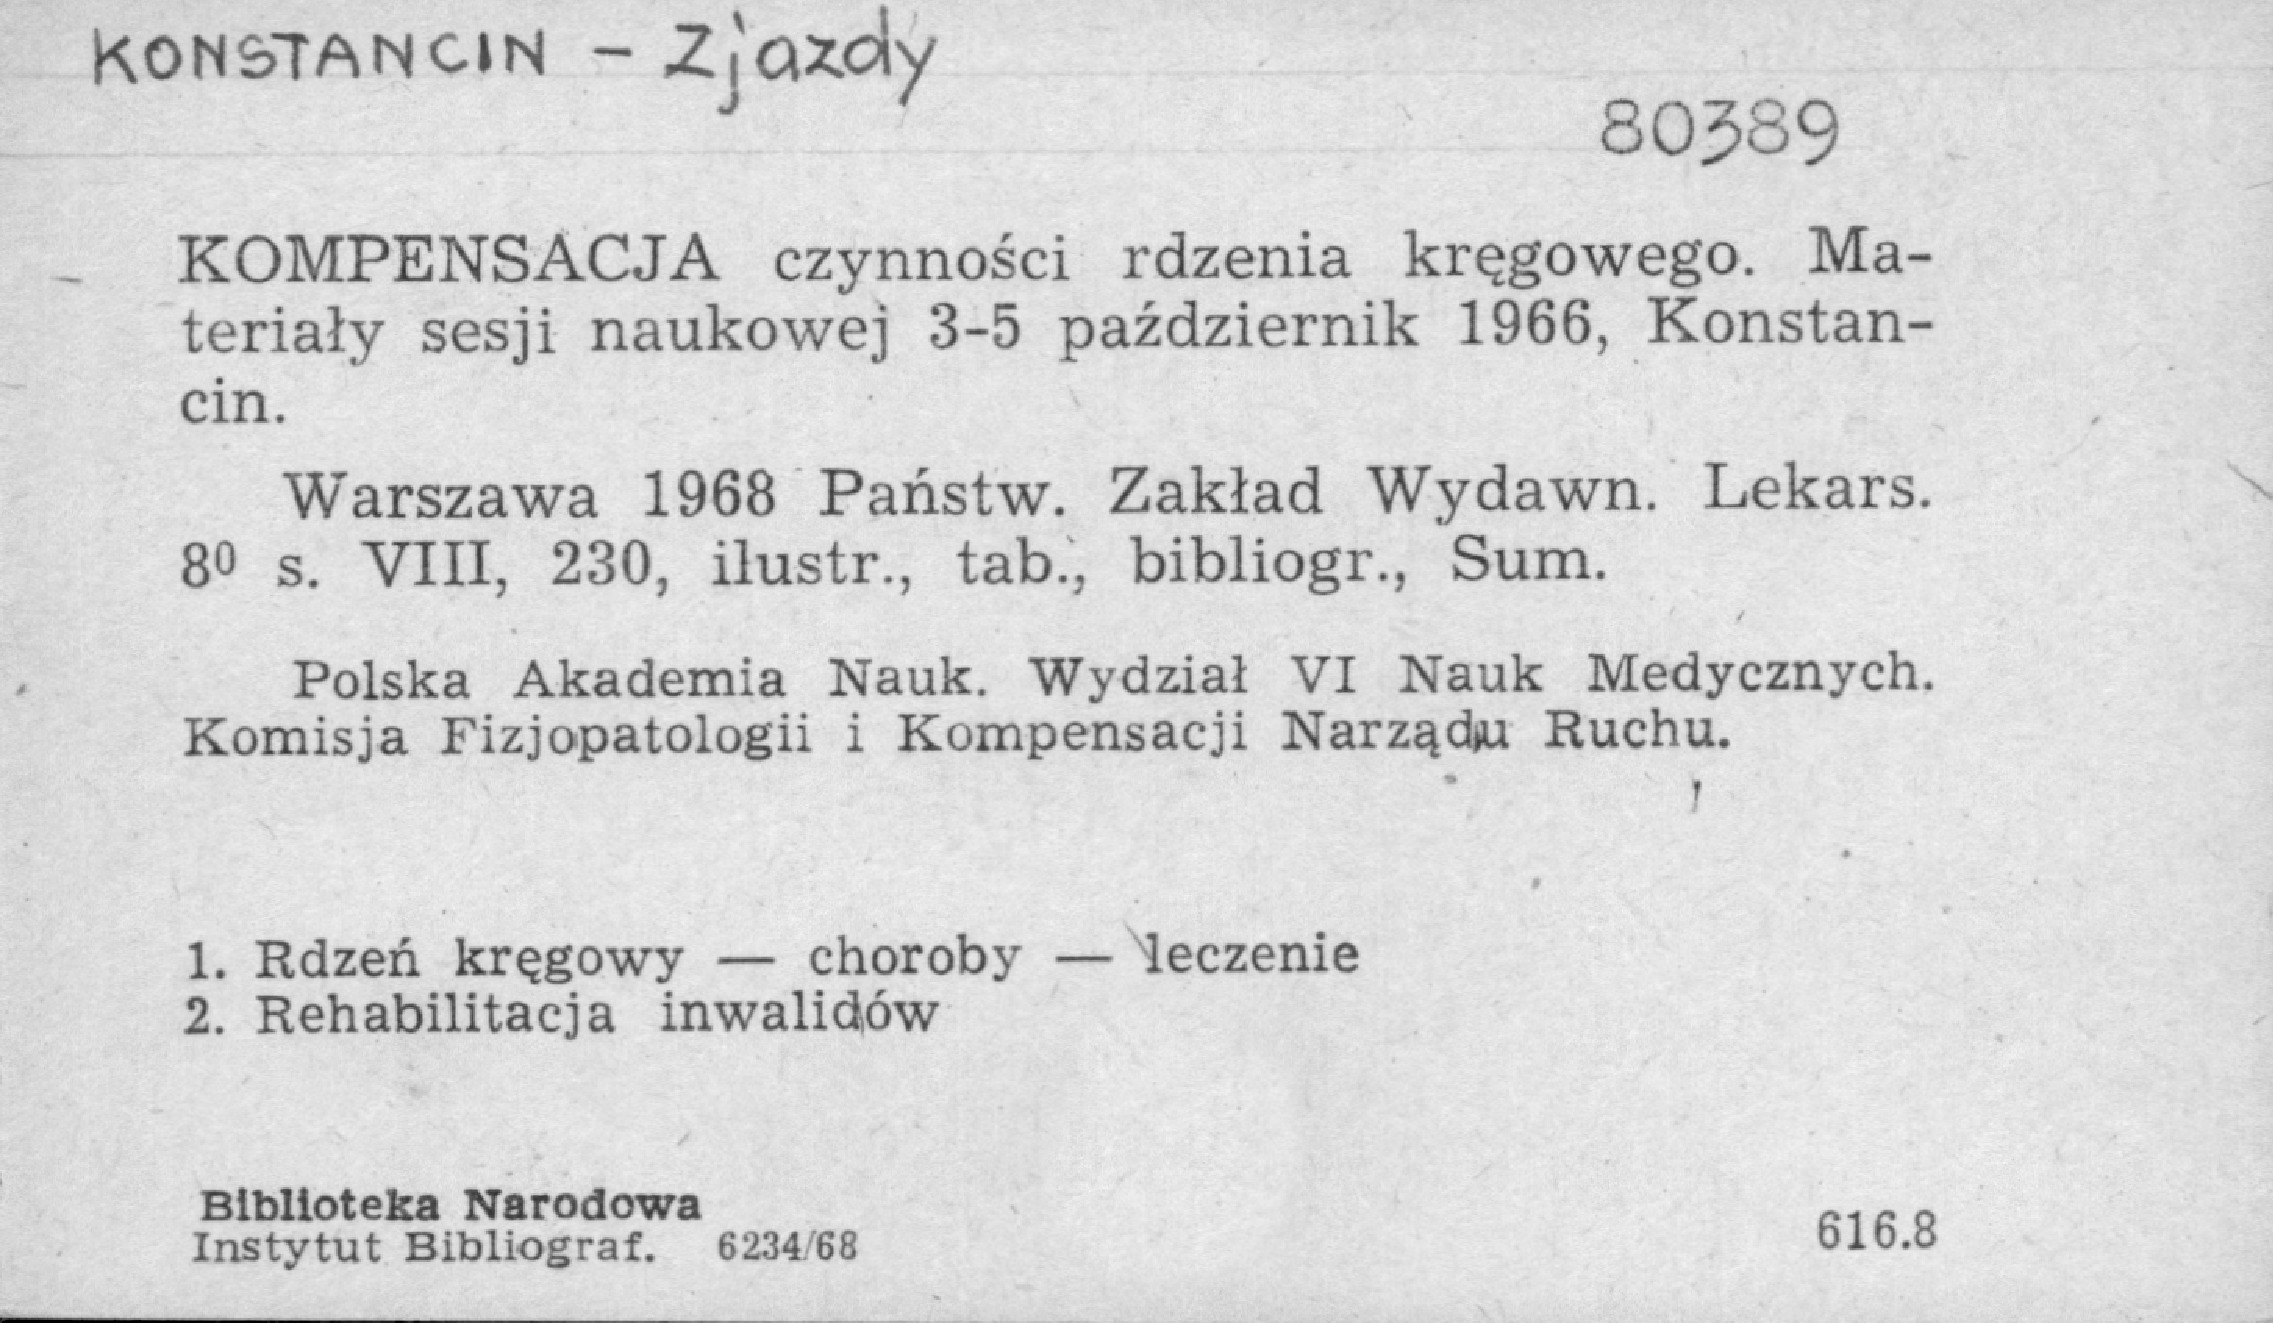 KONSTANCIN - Zjazdy
80389
KOMPENSACJA czynności rdzenia kręgowego. Ma-
teriały sesji naukowej 3-5 październik 1966, Konstan-
cin.
Warszawa 1968 Państw. Zakład Wydawn. Lekars.
8⁰ s. VIII, 230, ilustr., tab., bibliogr., Sum.
Polska Akademia Nauk. Wydział VI Nauk Medycznych.
Komisja Fizjopatologii i Kompensacji Narządu Ruchu.
1. Rdzeń kręgowy — choroby — leczenie
2. Rehabilitacja inwalidów
Biblioteka Narodowa
Instytut Bibliograf. 6234/68
616.8